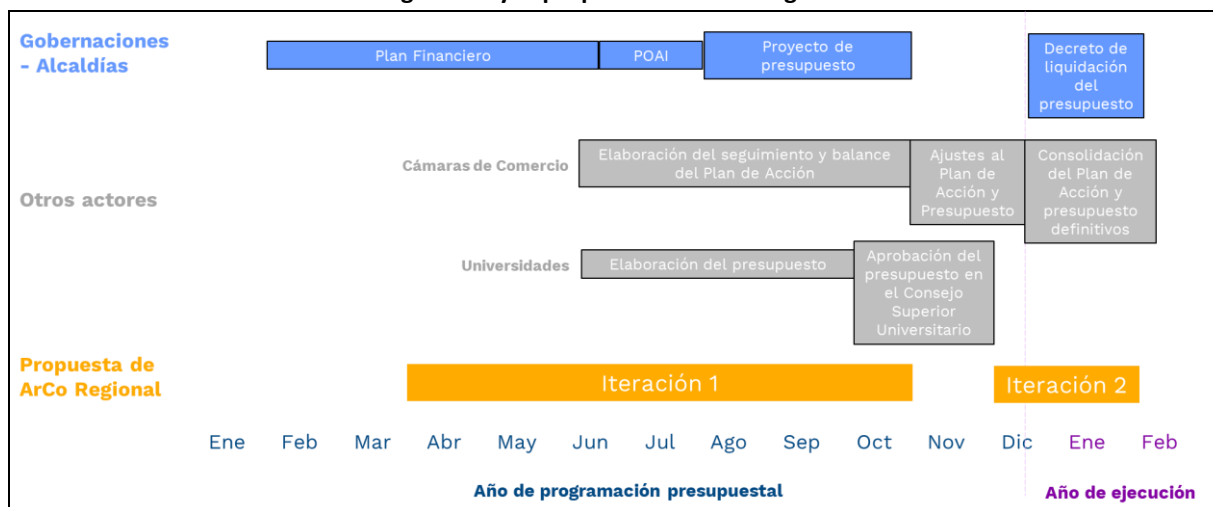 Gobernaciones
- Alcaldías
Plan Financiero
POAI
Proyecto de
presupuesto
Decreto de
liquidación
del
presupuesto
Otros actores
Cámaras de Comercio
Elaboración del seguimiento y balance
del Plan de Acción
Ajustes al
Plan de
Acción y
Presupuesto
Consolidación
del Plan de
Acción y
presupuesto
definitivos
Universidades
Elaboración del presupuesto
Aprobación del
presupuesto en
el Consejo
Superior
Universitario
Propuesta de
ArCo Regional
Iteración 1
Iteración 2
Ene Feb Mar Abr May Jun Jul Ago Sep Oct Nov Dic Ene Feb
Año de programación presupuestal
Año de ejecución